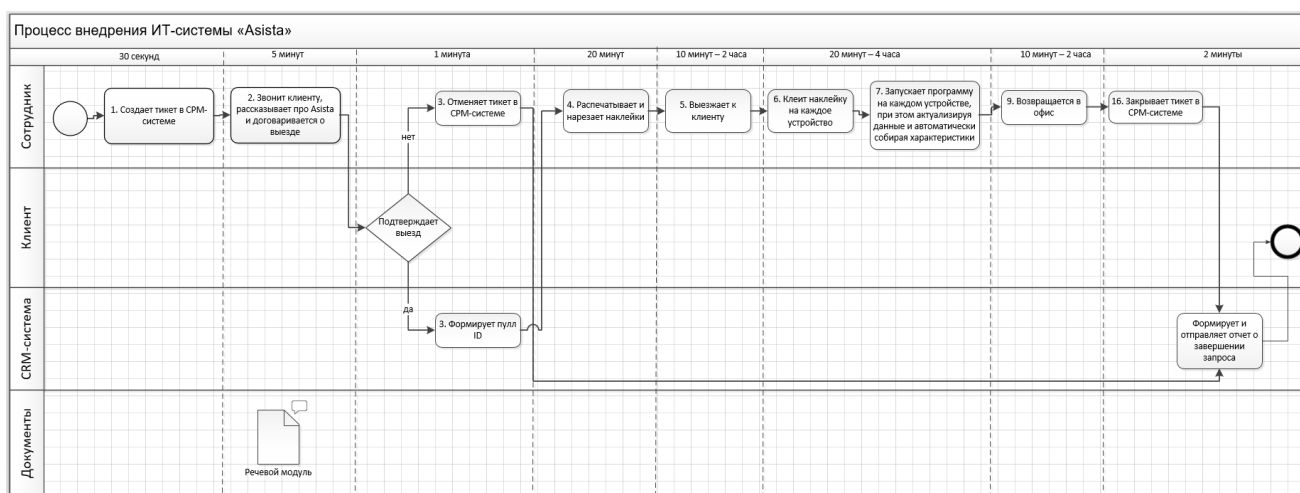 Процесс внедрения ИТ-системы «Asista»
30 секунд
5 минут
1 минута
20 минут
10 минут – 2 часа
20 минут – 4 часа
10 минут – 2 часа
2 минуты
Сотрудник
1. Создает тикет в СРМ-
системе
2. Звонит клиенту,
рассказывает про Asista
и договаривается о
выезде
3. Отменяет тикет в
СРМ-системе
4. Распечатывает и
нарезает наклейки
5. Выезжает к
клиенту
6. Клеит наклейку
на каждое
устройство
7. Запускает программу
на каждом устройстве,
при этом актуализируя
данные и автоматически
собирая характеристики
9. Возвращается в
офис
16. Закрывает тикет в
СРМ-системе
нет
Клиент
Подтверждает
выезд
да
CRM-система
3. Формирует пулл
ID
Формирует и
отправляет отчет о
завершении
запроса
Документы
Речевой модуль